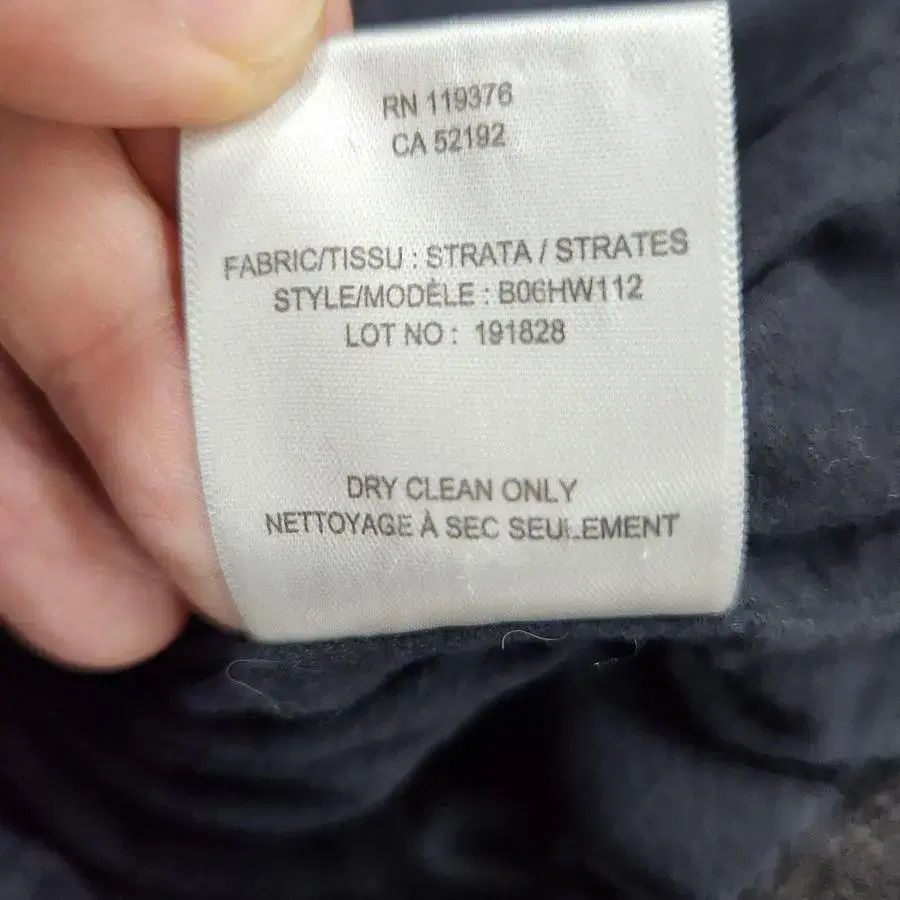 RN 119376
CA 52192
FABRIC/TISSU : STRATA / STRATES
STYLE/MODÈLE : B06HW112
LOT NO : 191828
DRY CLEAN ONLY
NETTOYAGE À SEC SEULEMENT